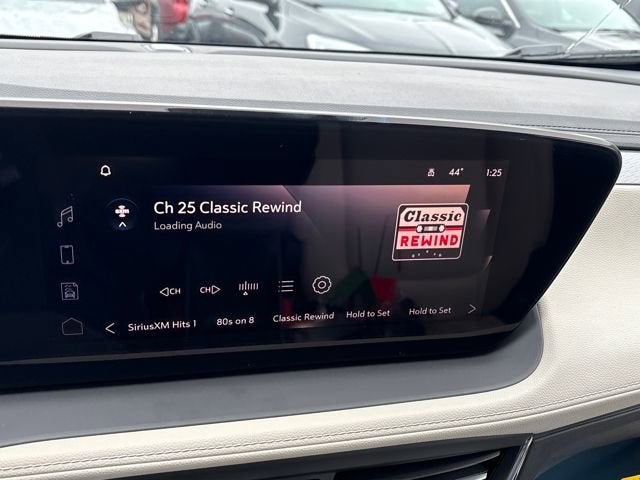 44° 1:25
Ch 25 Classic Rewind
Loading Audio
Classic
REWIND
CH CH
SiriusXM Hits 1 80s on 8 Classic Rewind Hold to Set Hold to Set